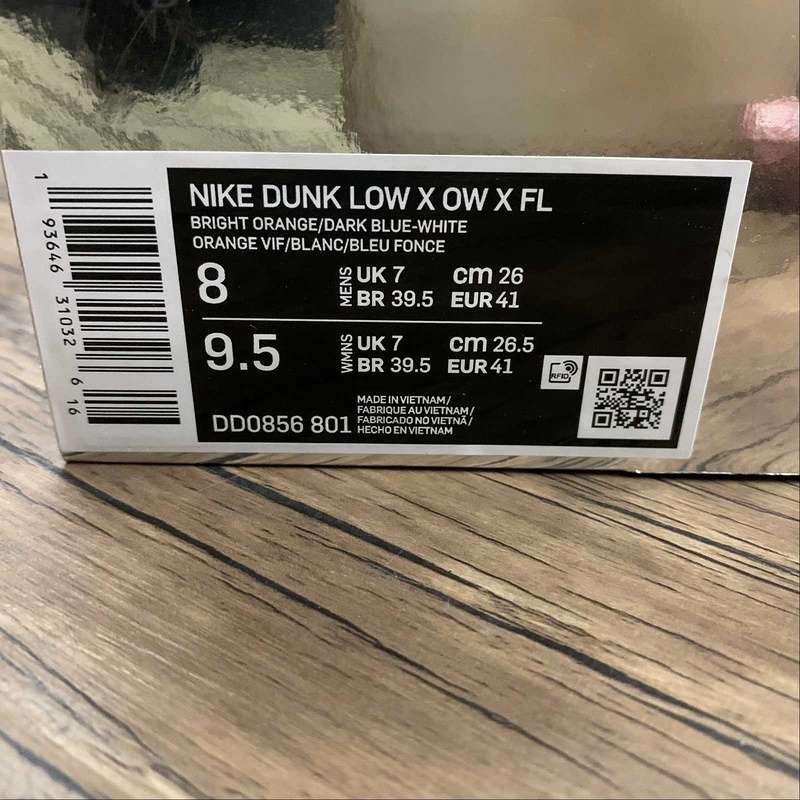 NIKE DUNK LOW X OW X FL
BRIGHT ORANGE/DARK BLUE-WHITE
ORANGE VIF/BLANC/BLEU FONCE
8 MENS UK 7 cm 26
BR 39.5 EUR 41
9.5 WMNS UK 7 cm 26.5
BR 39.5 EUR 41
RFID
DD0856 801
MADE IN VIETNAM/
FABRIQUE AU VIETNAM/
FABRICADO NO VIETNÃ/
HECHO EN VIETNAM
1 93646 31032 6 16